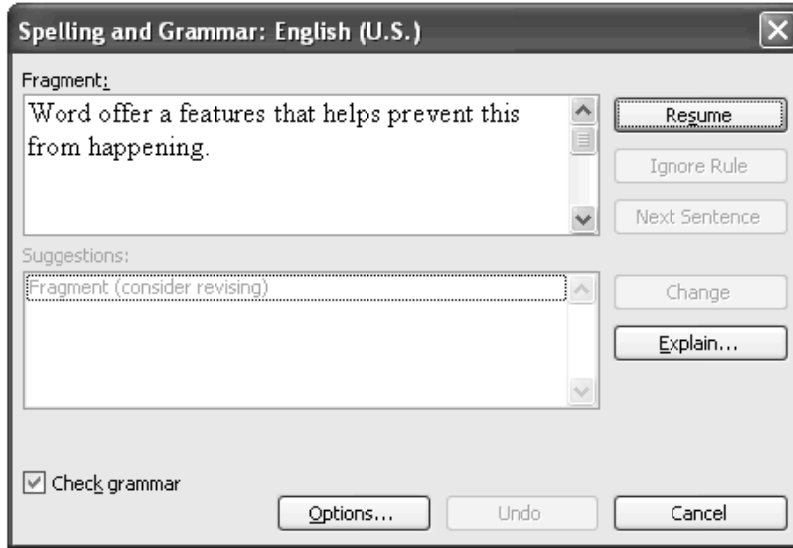 Spelling and Grammar: English (U.S.)
Fragment:
Word offer a features that helps prevent this
from happening.
Resume
Ignore Rule
Next Sentence
Suggestions:
Fragment (consider revising)
Change
Explain...
Check grammar
Options...
Undo
Cancel